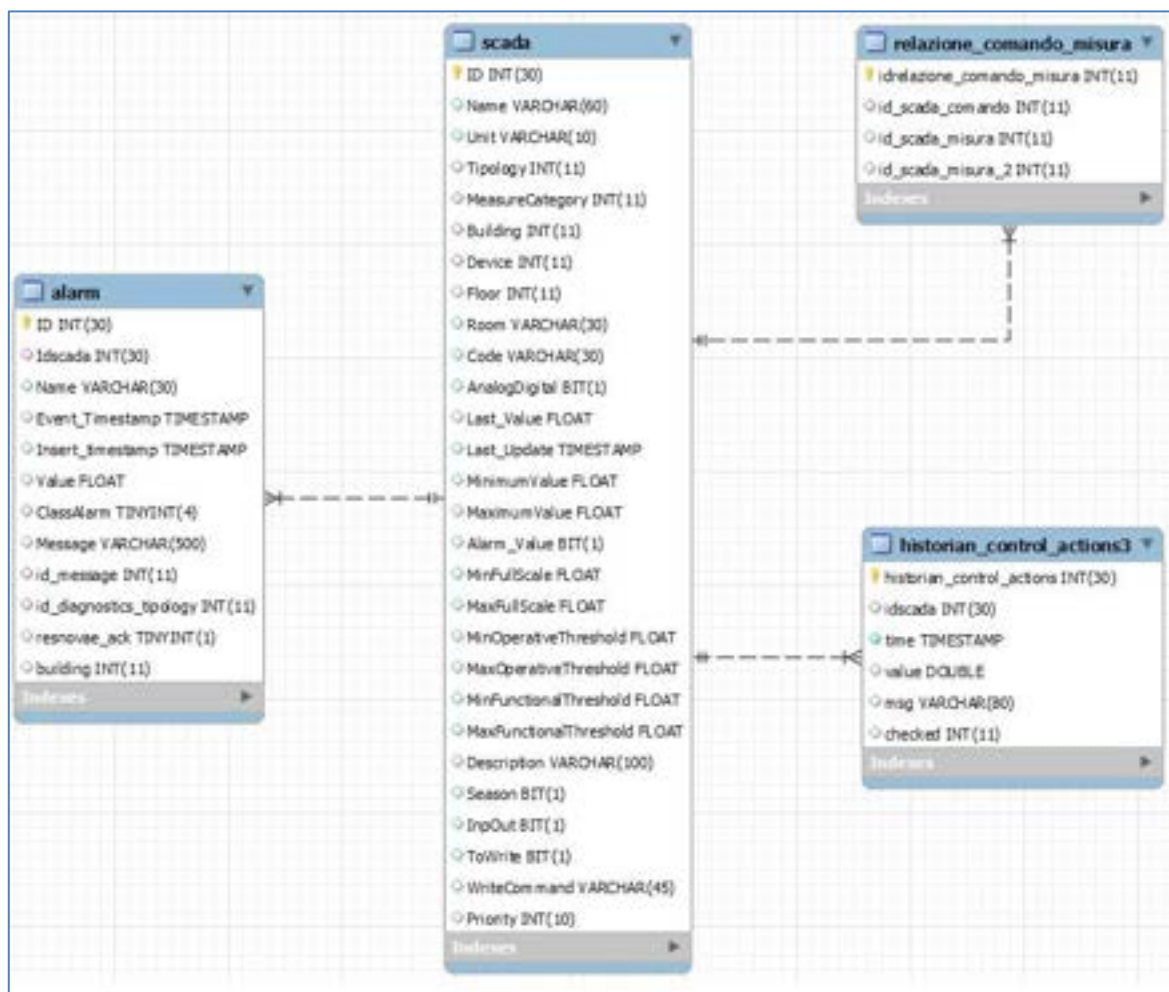 scada
ID INT(30)
Name VARCHAR(60)
Unit VARCHAR(10)
Tipology INT(11)
MeasureCategory INT(11)
Building INT(11)
Device INT(11)
Floor INT(11)
Room VARCHAR(30)
Code VARCHAR(30)
AnalogDigital BIT(1)
Last_Value FLOAT
Last_Update TIMESTAMP
MinimumValue FLOAT
MaximumValue FLOAT
Alarm_Value BIT(1)
MinFullScale FLOAT
MaxFullScale FLOAT
MinOperativeThreshold FLOAT
MaxOperativeThreshold FLOAT
MinFunctionalThreshold FLOAT
MaxFunctionalThreshold FLOAT
Description VARCHAR(100)
Season BIT(1)
InpOut BIT(1)
ToWrite BIT(1)
WriteCommand VARCHAR(45)
Priority INT(10)
Indexes
relazione_comando_misura
idrelazione_comando_misura INT(11)
id_scada_comando INT(11)
id_scada_misura INT(11)
id_scada_misura_2 INT(11)
Indexes
alarm
ID INT(30)
Idscada INT(30)
Name VARCHAR(30)
Event_Timestamp TIMESTAMP
Insert_timestamp TIMESTAMP
Value FLOAT
ClassAlarm TINYINT(4)
Message VARCHAR(500)
id_message INT(11)
id_diagnostics_tipology INT(11)
resnovae_ack TINYINT(1)
building INT(11)
Indexes
historian_control_actions3
historian_control_actions INT(30)
idscada INT(30)
time TIMESTAMP
value DOUBLE
msg VARCHAR(80)
checked INT(11)
Indexes